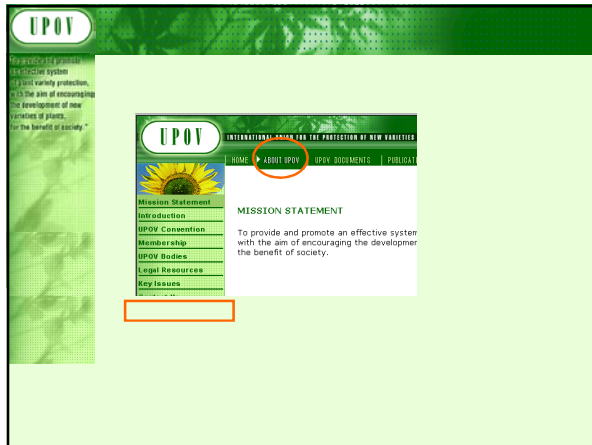 UPOV
"To provide and promote
an effective system
of plant variety protection,
with the aim of encouraging
the development of new
varieties of plants,
for the benefit of society."
UPOV
INTERNATIONAL UNION FOR THE PROTECTION OF NEW VARIETIES
HOME ABOUT UPOV UPOV DOCUMENTS PUBLICAT
Mission Statement
Introduction
UPOV Convention
Membership
UPOV Bodies
Legal Resources
Key Issues
MISSION STATEMENT
To provide and promote an effective system
with the aim of encouraging the developmen
the benefit of society.